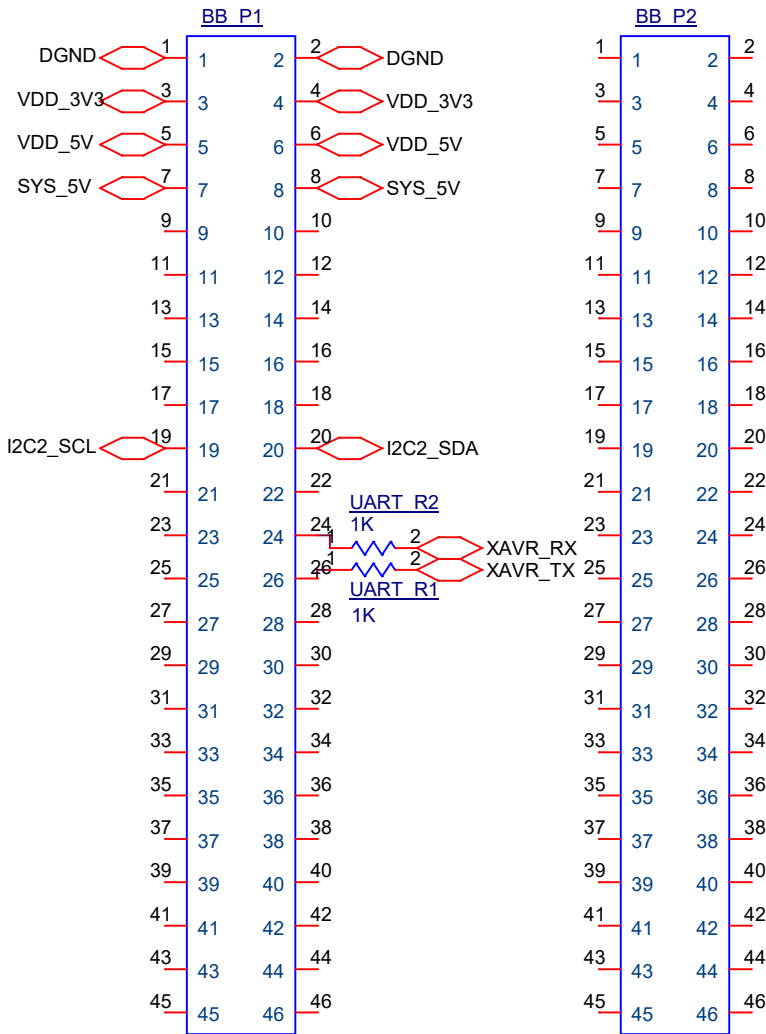 BB_P1 BB_P2
DGND 1 1 2 2 DGND 1 1 2 2
VDD_3V3 3 3 4 4 VDD_3V3 3 3 4 4
VDD_5V 5 5 6 6 VDD_5V 5 5 6 6
SYS_5V 7 7 8 8 SYS_5V 7 7 8 8
9 9 10 10 9 9 10 10
11 11 12 12 11 11 12 12
13 13 14 14 13 13 14 14
15 15 16 16 15 15 16 16
17 17 18 18 17 17 18 18
I2C2_SCL 19 19 20 20 I2C2_SDA 19 19 20 20
21 21 22 22 21 21 22 22
UART_R2
1K
23 23 24 24 1 2 XAVR_RX 23 23 24 24
25 25 26 26 1 2 XAVR_TX 25 25 26 26
UART_R1
1K
27 27 28 28 27 27 28 28
29 29 30 30 29 29 30 30
31 31 32 32 31 31 32 32
33 33 34 34 33 33 34 34
35 35 36 36 35 35 36 36
37 37 38 38 37 37 38 38
39 39 40 40 39 39 40 40
41 41 42 42 41 41 42 42
43 43 44 44 43 43 44 44
45 45 46 46 45 45 46 46